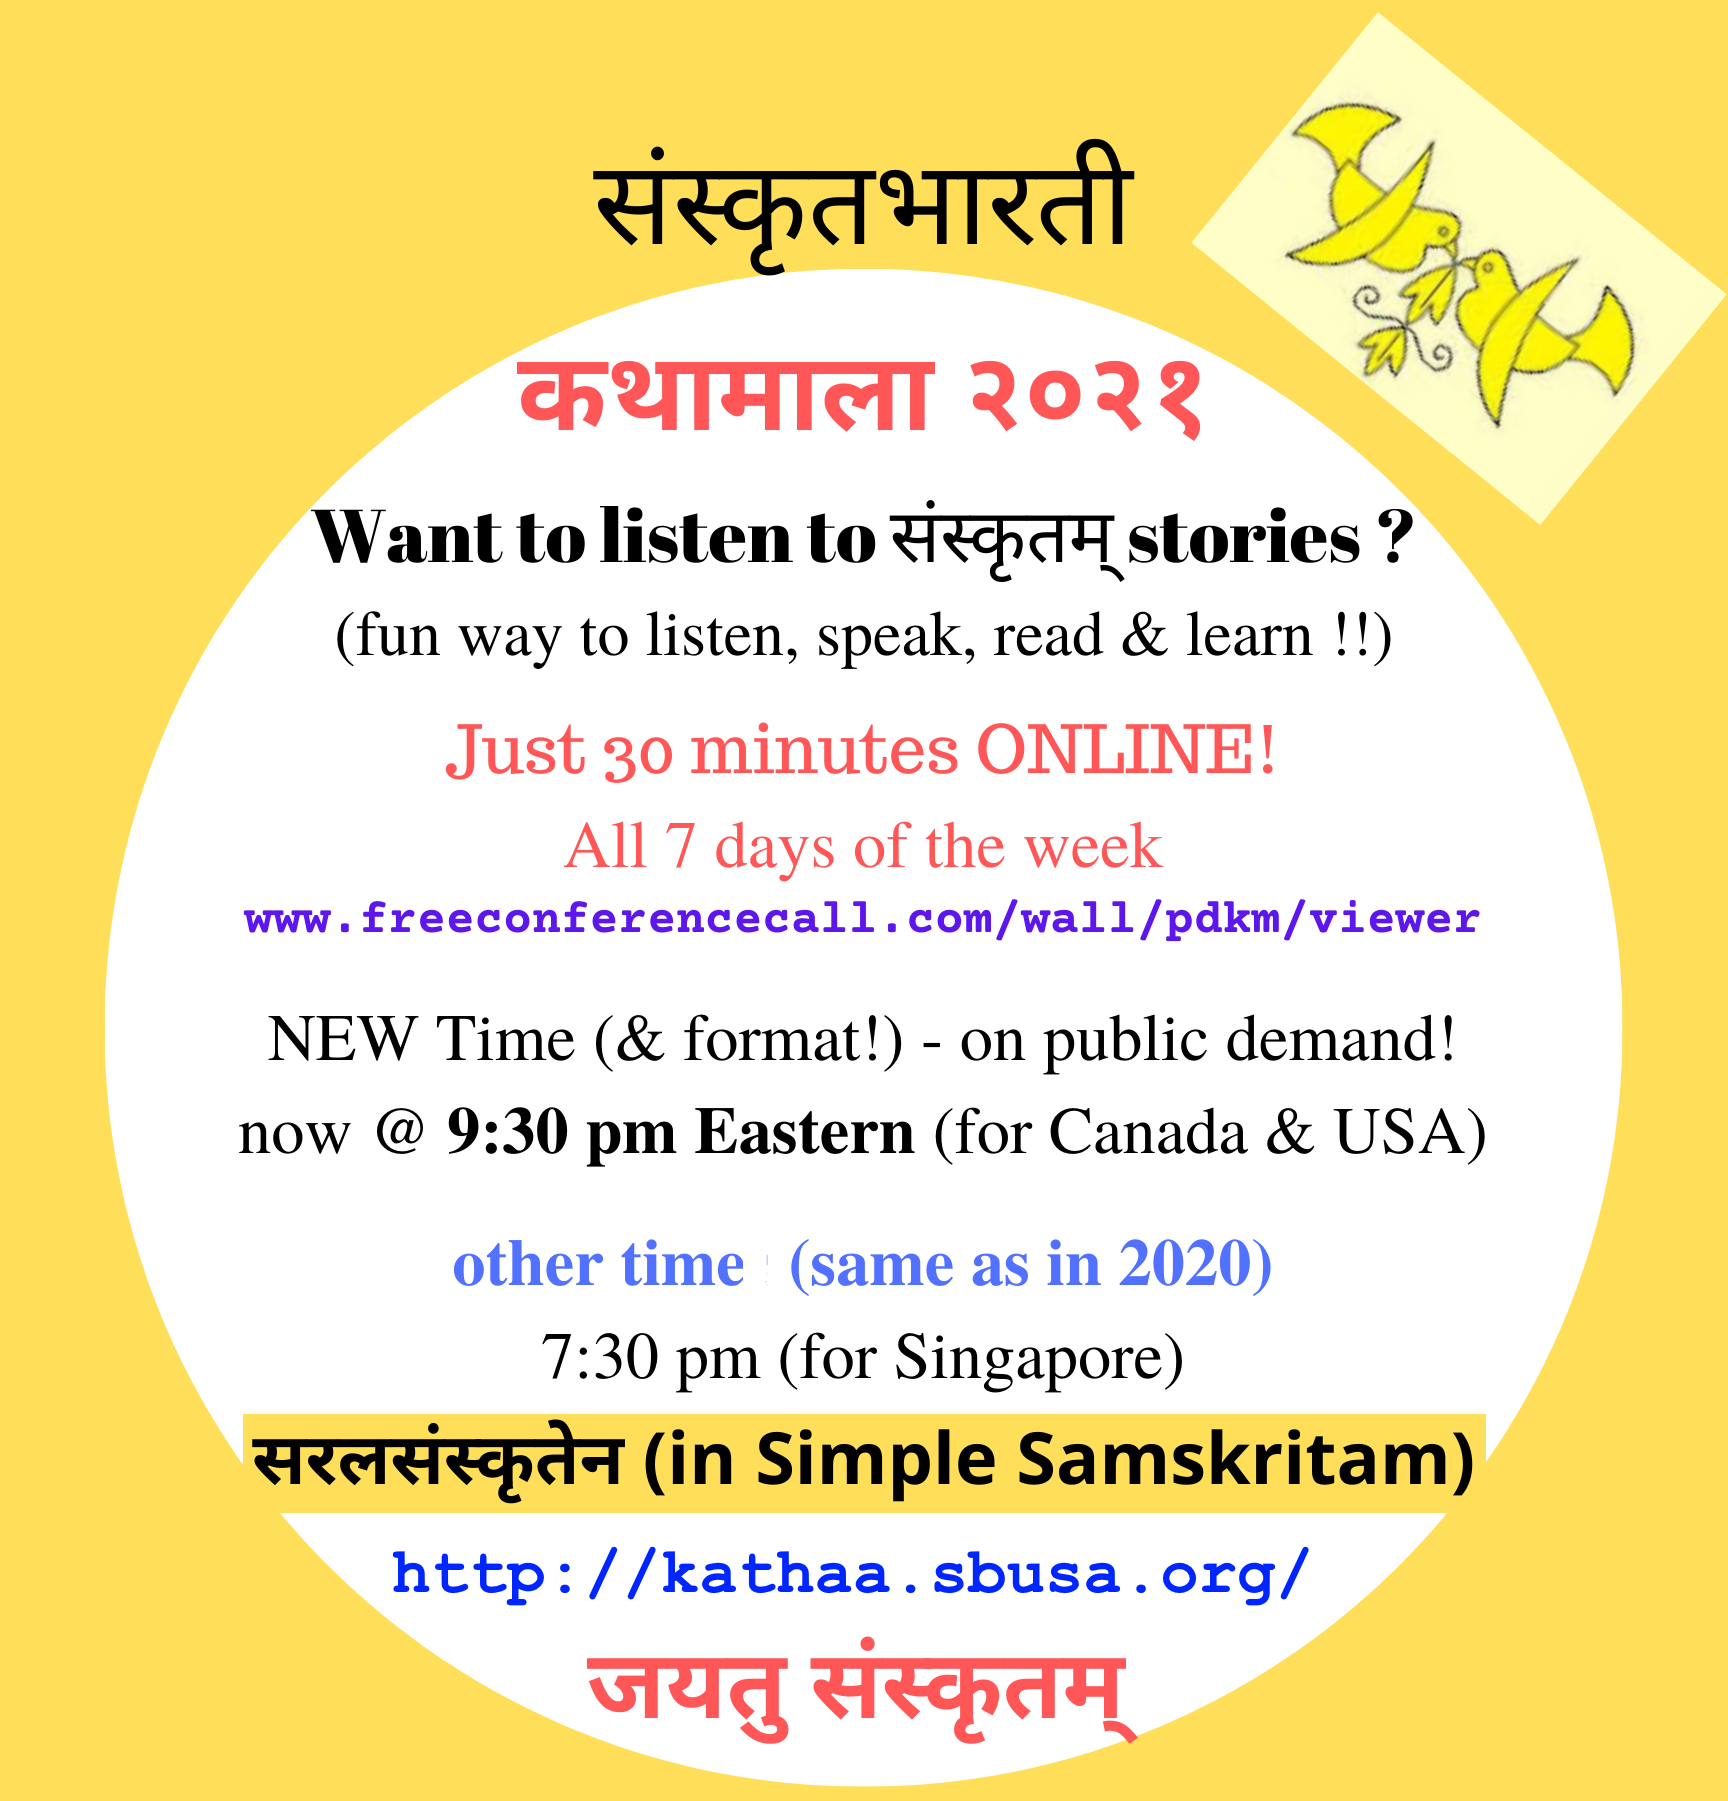 संस्कृतभारती
कथामाला २०२१
Want to listen to संस्कृतम् stories ?
(fun way to listen, speak, read & learn !!)
Just 30 minutes ONLINE!
All 7 days of the week
www.freeconferencecall.com/wall/pdkm/viewer
NEW Time (& format!) - on public demand!
now @ 9:30 pm Eastern (for Canada & USA)
other time (same as in 2020)
7:30 pm (for Singapore)
सरलसंस्कृतेन (in Simple Samskritam)
http://kathaa.sbusa.org/
जयतु संस्कृतम्